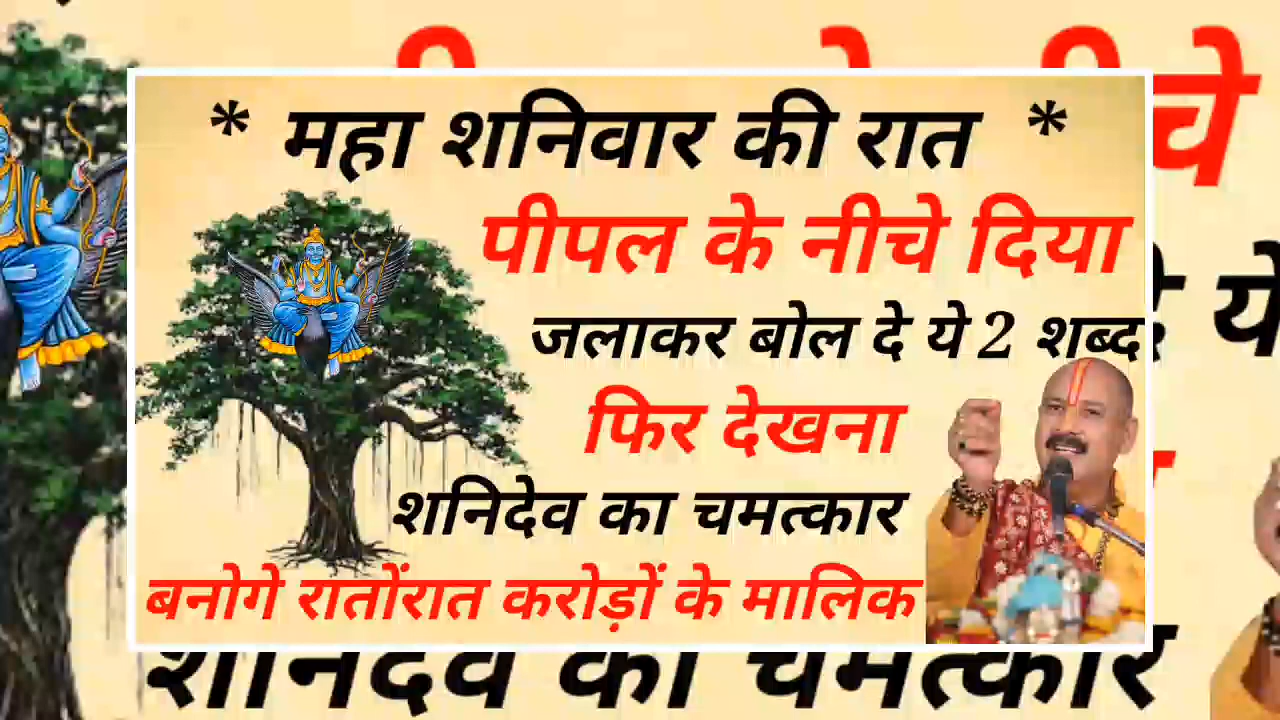 * महा शनिवार की रात *
पीपल के नीचे दिया
जलाकर बोल दे ये 2 शब्द
फिर देखना
शनिदेव का चमत्कार
बनोगे रातोंरात करोड़ों के मालिक
चे
ये
शनिदेव का चमत्कार